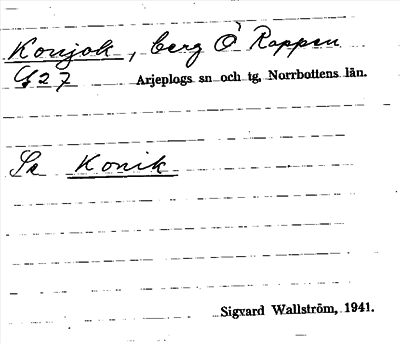 Konjok, berg Ö Rappen
G27 Arjeplogs sn och tg, Norrbottens län.
Se Konik
Sigvard Wallström, 1941.